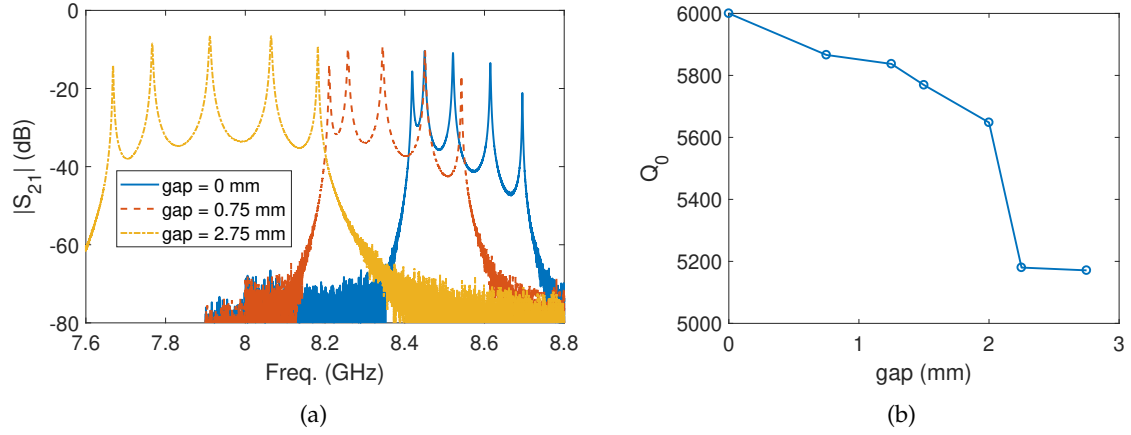 0
-20
-40
-60
-80
|S21| (dB)
gap = 0 mm
gap = 0.75 mm
gap = 2.75 mm
7.6 7.8 8 8.2 8.4 8.6 8.8
Freq. (GHz)
(a)
6000
5800
5600
5400
5200
5000
Q0
0 1 2 3
gap (mm)
(b)